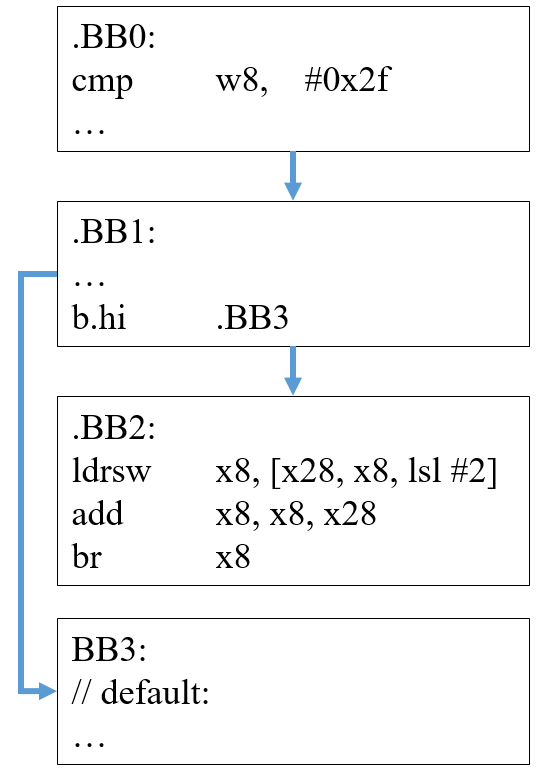 .BB0:
cmp w8, #0x2f
…
.BB1:
…
b.hi .BB3
.BB2:
ldrsw x8, [x28, x8, lsl #2]
add x8, x8, x28
br x8
BB3:
// default:
…